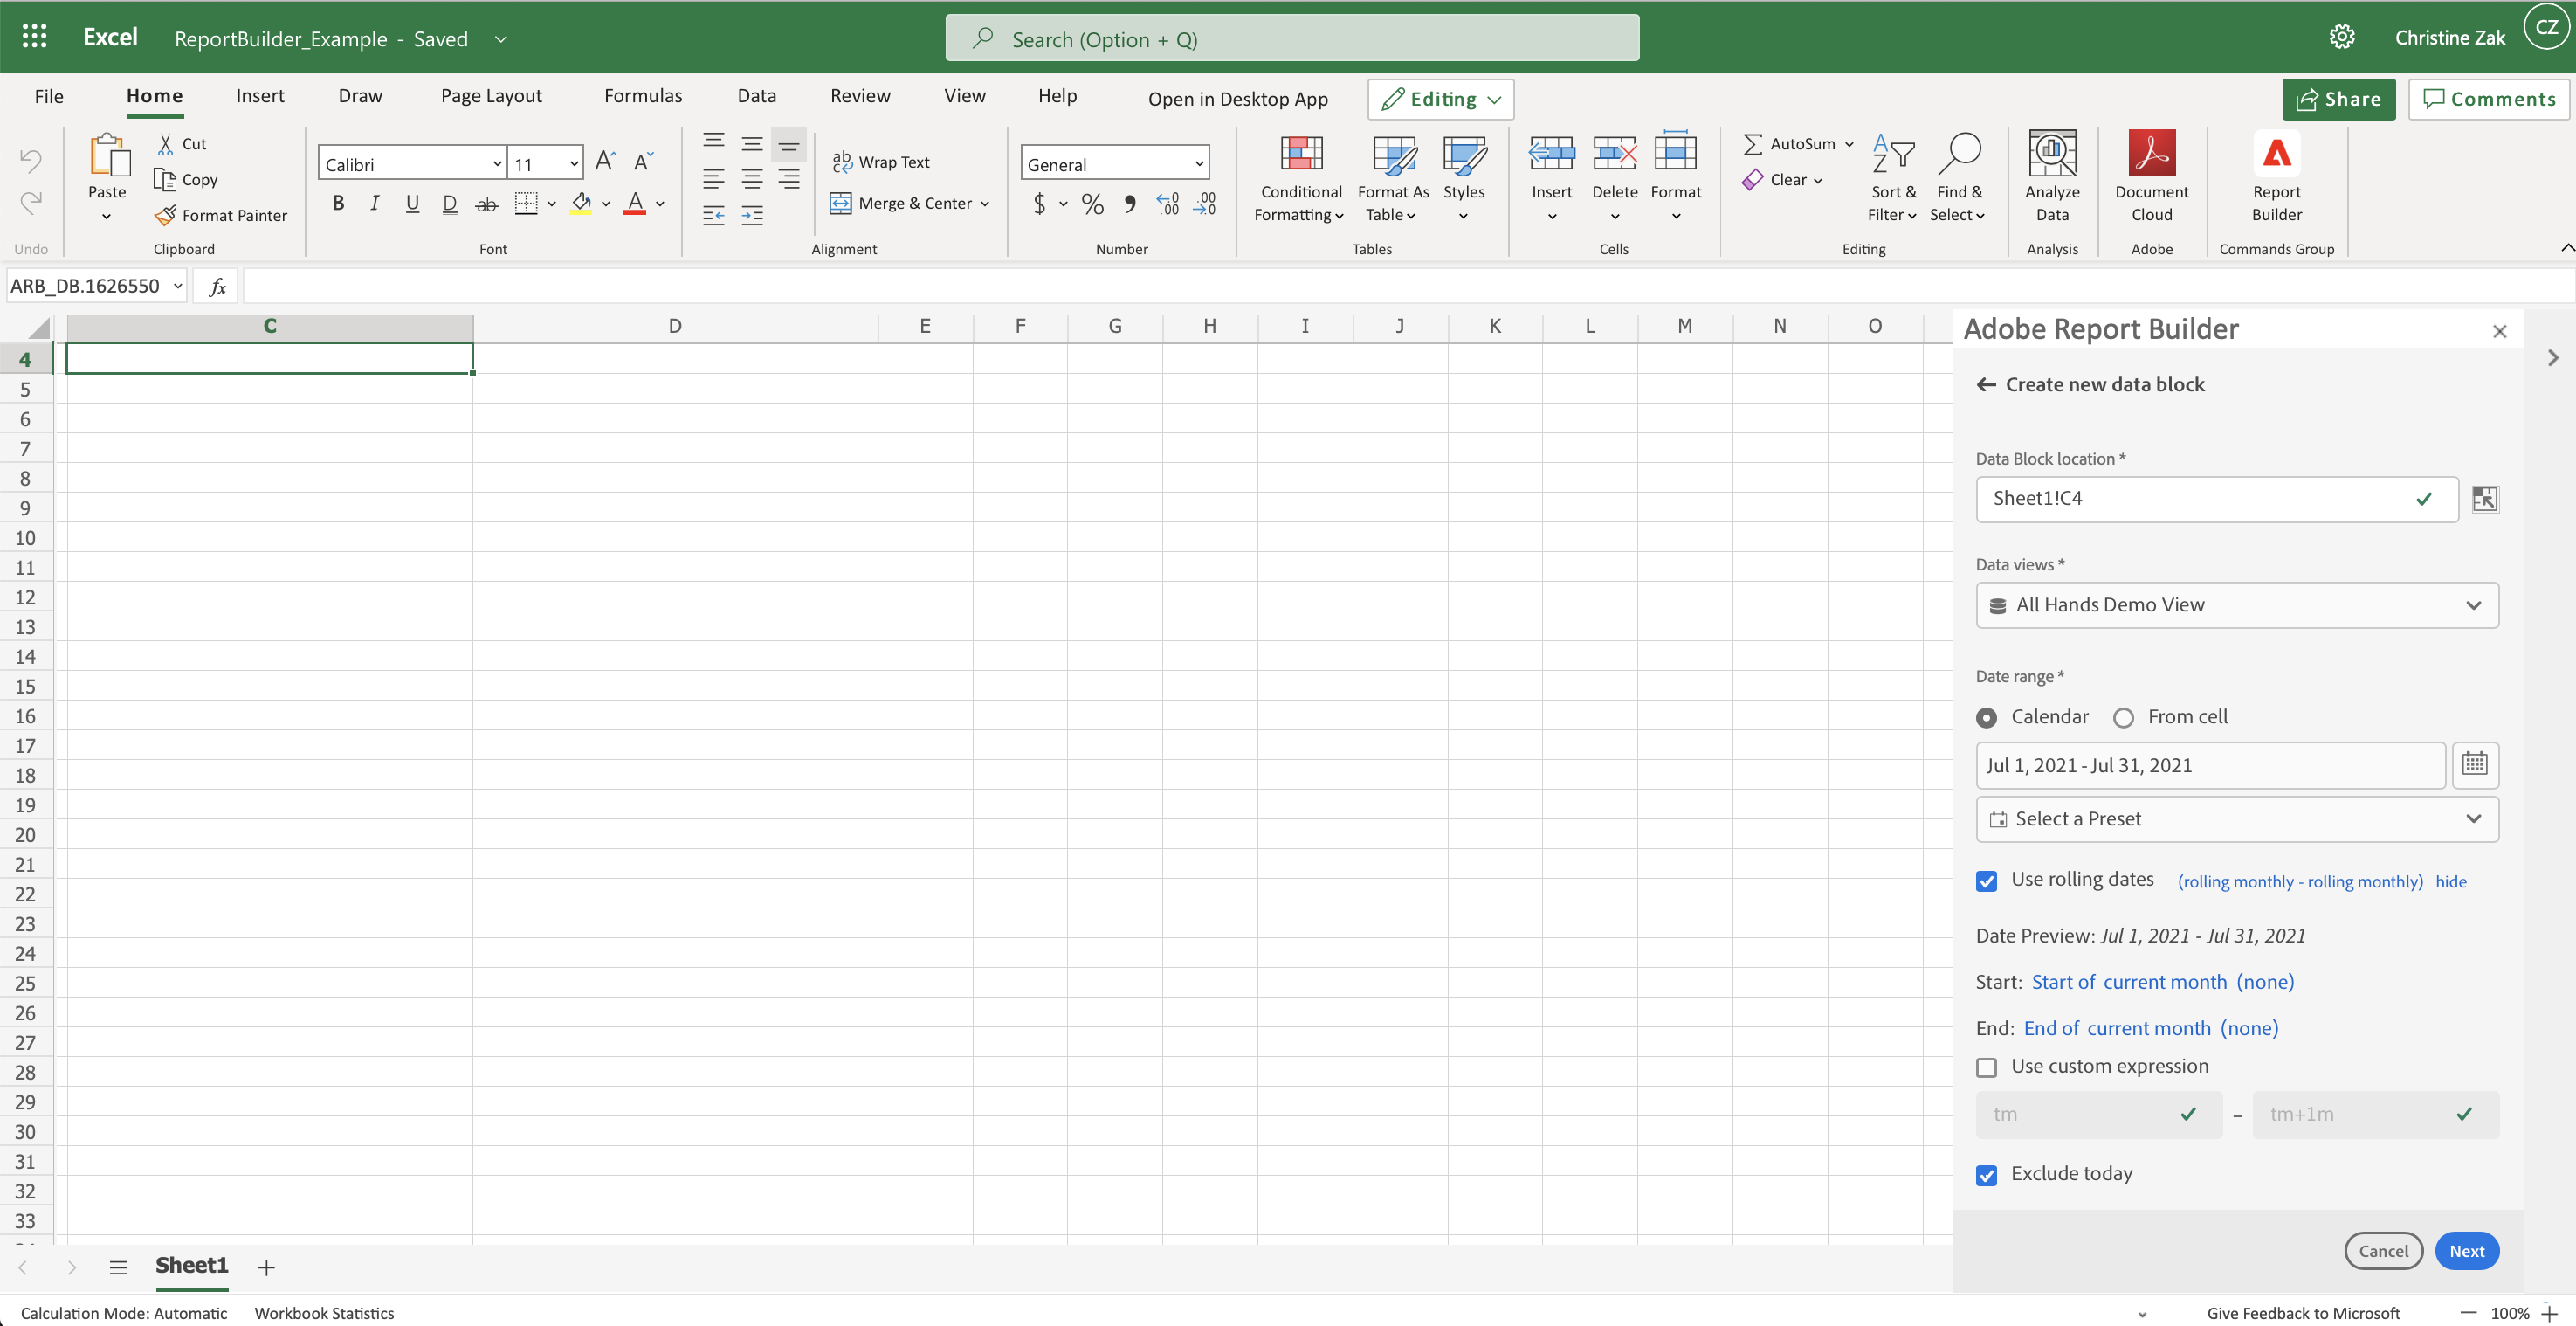 Excel ReportBuilder_Example - Saved Search (Option + Q) Christine Zak CZ
File Home Insert Draw Page Layout Formulas Data Review View Help Open in Desktop App Editing Share Comments
Cut
Copy
Format Painter
Paste
Undo Clipboard
Calibri 11
B I U D ab
Font
ab Wrap Text
Merge & Center
Alignment
General
$ % .00 .00
Number
Conditional Formatting
Format As Table
Styles
Tables
Insert Delete Format
Cells
AutoSum
Clear
Sort & Filter
Find & Select
Editing
Analyze Data
Analysis
Document Cloud
Adobe
Report Builder
Commands Group
ARB_DB.1626550 fx
C D E F G H I J K L M N O
4
5
6
7
8
9
10
11
12
13
14
15
16
17
18
19
20
21
22
23
24
25
26
27
28
29
30
31
32
33
Adobe Report Builder
Create new data block
Data Block location *
Sheet1!C4
Data views *
All Hands Demo View
Date range *
Calendar From cell
Jul 1, 2021 - Jul 31, 2021
Select a Preset
Use rolling dates (rolling monthly - rolling monthly) hide
Date Preview: Jul 1, 2021 - Jul 31, 2021
Start: Start of current month (none)
End: End of current month (none)
Use custom expression
tm – tm+1m
Exclude today
Cancel Next
Sheet1
Calculation Mode: Automatic Workbook Statistics Give Feedback to Microsoft 100%